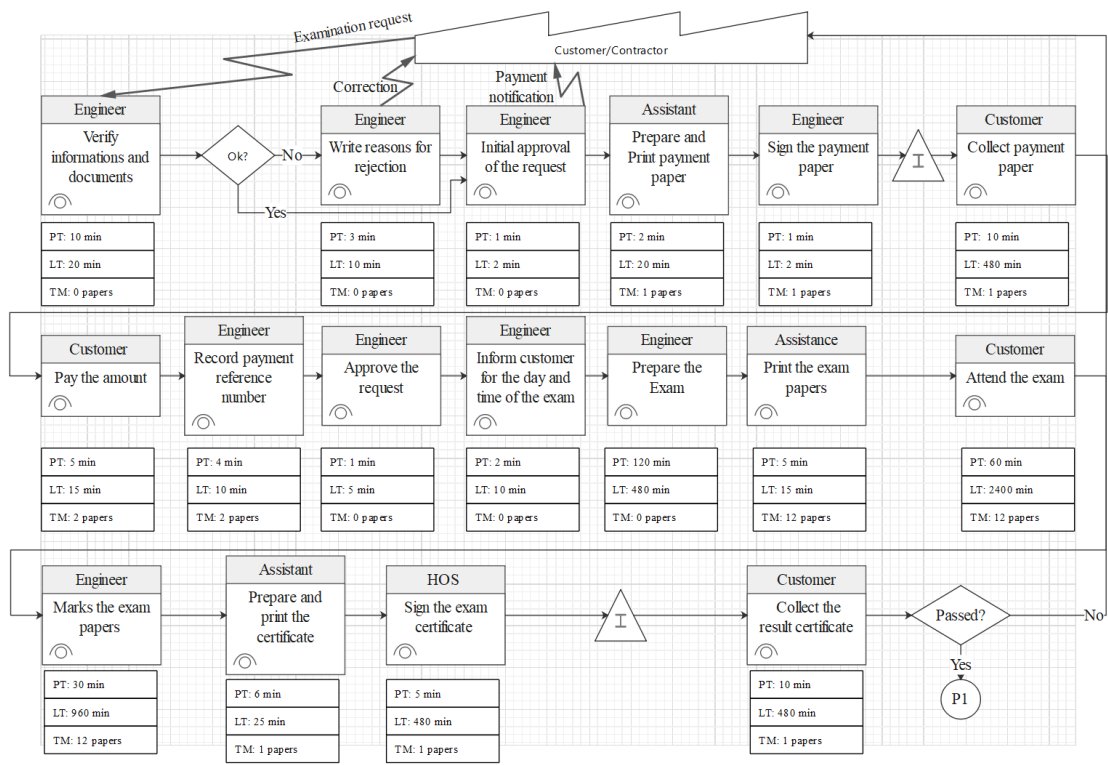 Examination request
Customer/Contractor
Correction
Payment
notification
Engineer
Verify
informations and
documents
Ok?
No
Yes
Engineer
Write reasons for
rejection
Engineer
Initial approval
of the request
Assistant
Prepare and
Print payment
paper
Engineer
Sign the payment
paper
I
Customer
Collect payment
paper
PT: 10 min
LT: 20 min
TM: 0 papers
PT: 3 min
LT: 10 min
TM: 0 papers
PT: 1 min
LT: 2 min
TM: 0 papers
PT: 2 min
LT: 20 min
TM: 1 papers
PT: 1 min
LT: 2 min
TM: 1 papers
PT: 10 min
LT: 480 min
TM: 1 papers
Customer
Pay the amount
Engineer
Record payment
reference
number
Engineer
Approve the
request
Engineer
Inform customer
for the day and
time of the exam
Engineer
Prepare the
Exam
Assistance
Print the exam
papers
Customer
Attend the exam
PT: 5 min
LT: 15 min
TM: 2 papers
PT: 4 min
LT: 10 min
TM: 2 papers
PT: 1 min
LT: 5 min
TM: 0 papers
PT: 2 min
LT: 10 min
TM: 0 papers
PT: 120 min
LT: 480 min
TM: 0 papers
PT: 5 min
LT: 15 min
TM: 12 papers
PT: 60 min
LT: 2400 min
TM: 12 papers
Engineer
Marks the exam
papers
Assistant
Prepare and
print the
certificate
HOS
Sign the exam
certificate
I
Customer
Collect the
result certificate
Passed?
No
Yes
P1
PT: 30 min
LT: 960 min
TM: 12 papers
PT: 6 min
LT: 25 min
TM: 1 papers
PT: 5 min
LT: 480 min
TM: 1 papers
PT: 10 min
LT: 480 min
TM: 1 papers